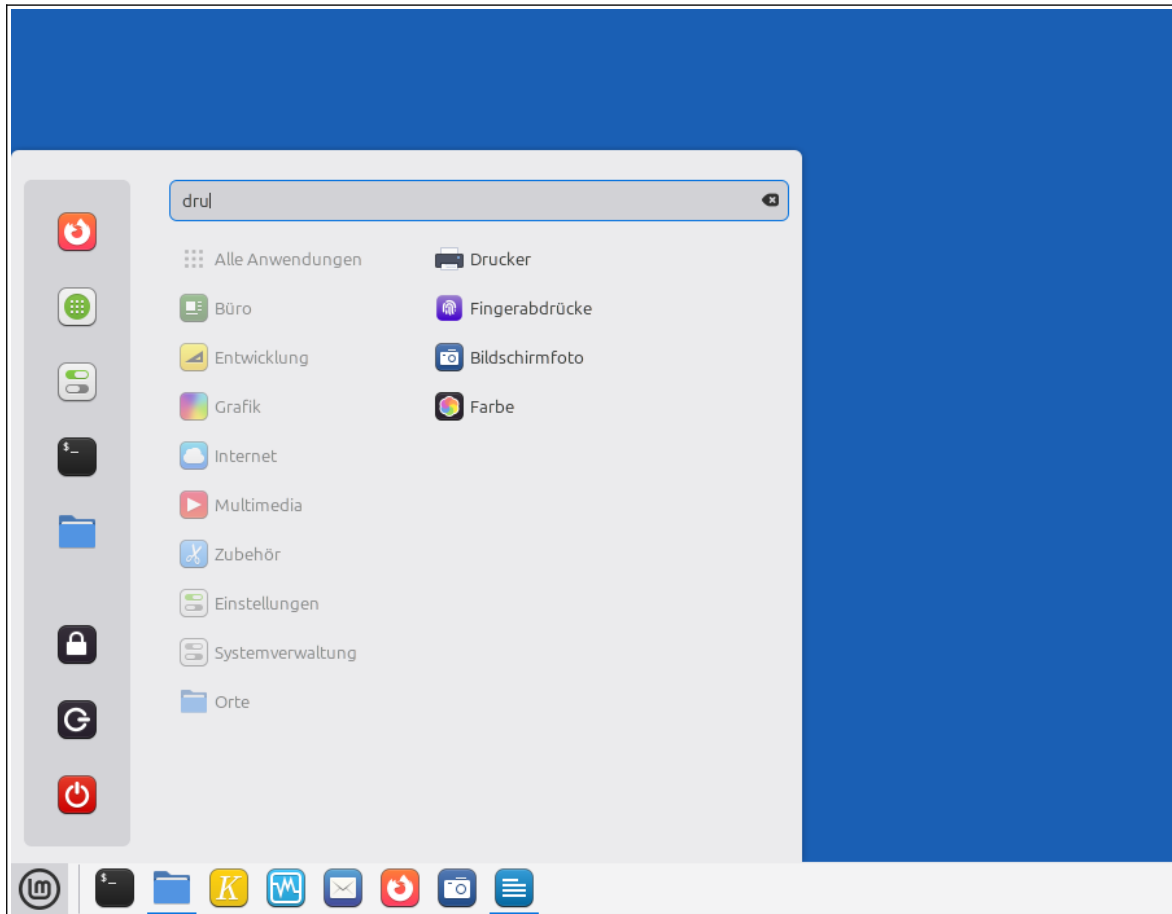 dru
Alle Anwendungen
Büro
Entwicklung
Grafik
Internet
Multimedia
Zubehör
Einstellungen
Systemverwaltung
Orte
Drucker
Fingerabdrücke
Bildschirmfoto
Farbe
$_
$_
K